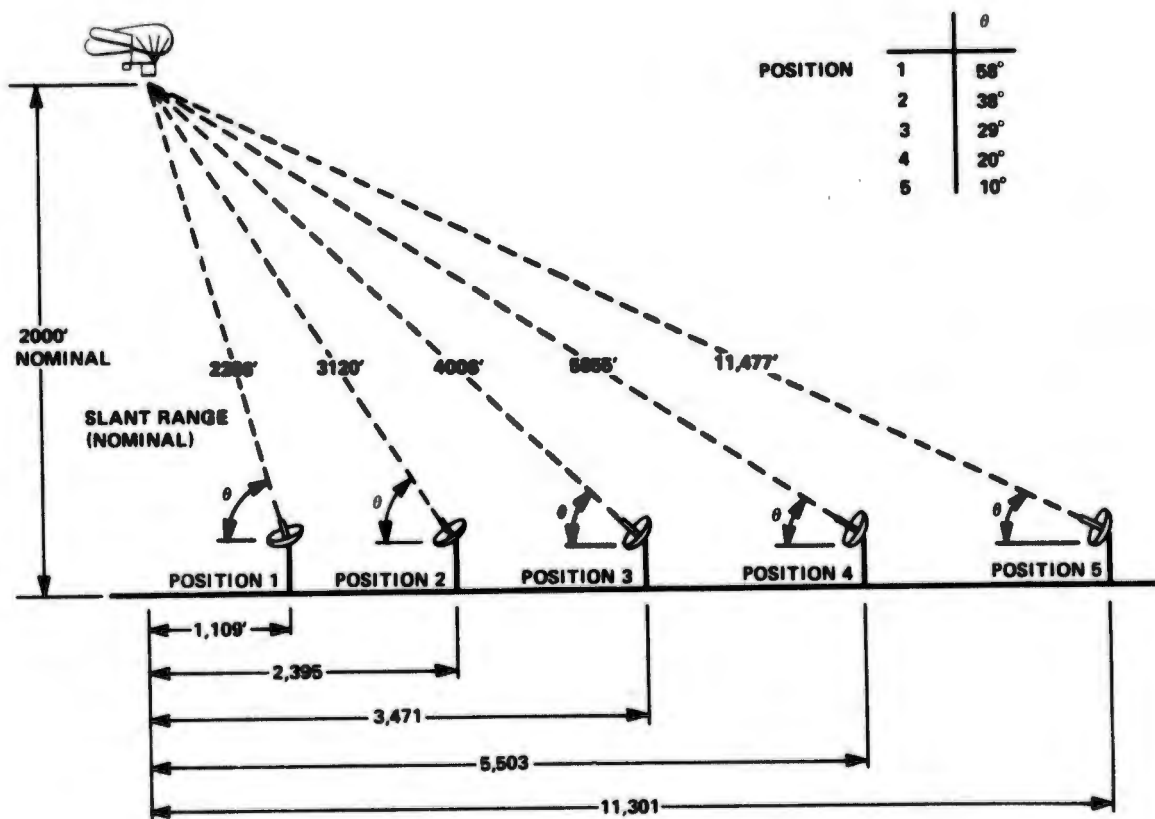 θ
POSITION
1 58°
2 38°
3 29°
4 20°
5 10°
2000'
NOMINAL
3120'
4006'
5855'
11,477'
SLANT RANGE
(NOMINAL)
θ
θ
θ
θ
θ
POSITION 1
POSITION 2
POSITION 3
POSITION 4
POSITION 5
1,109'
2,395
3,471
5,503
11,301